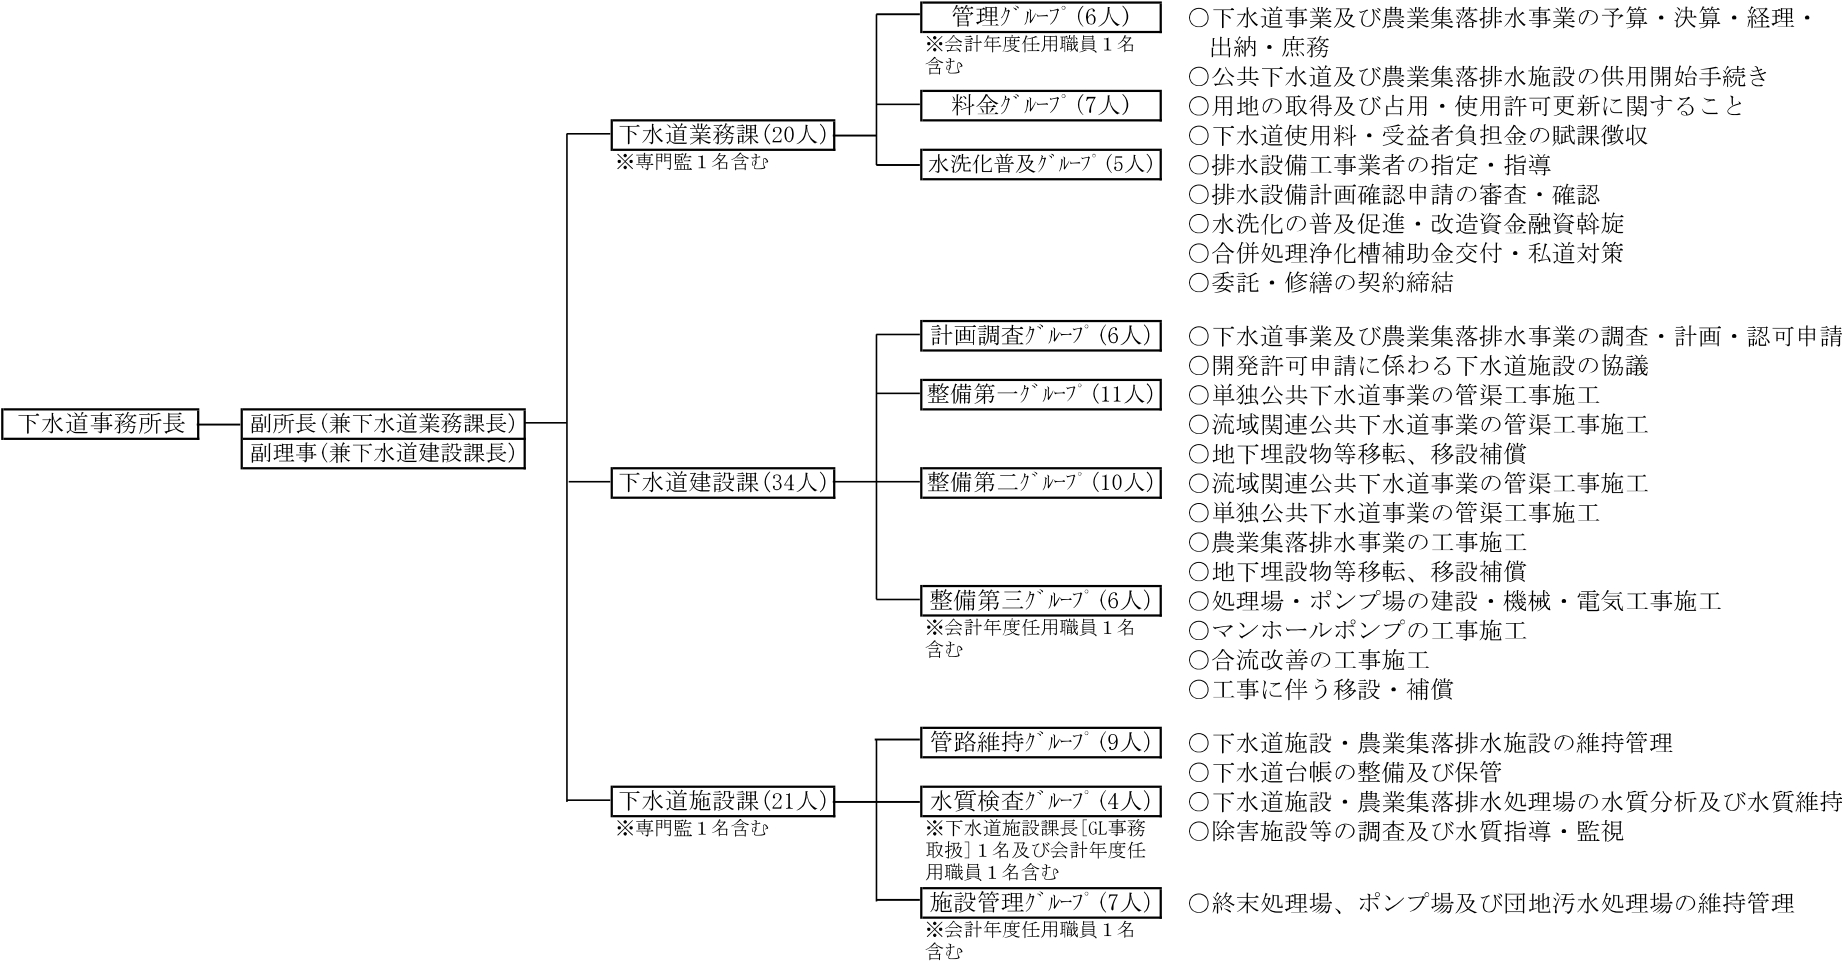 下水道事務所長
副所長(兼下水道業務課長)
副理事(兼下水道建設課長)
下水道業務課(20人)
※専門監１名含む
管理ｸﾞﾙｰﾌﾟ(6人)
※会計年度任用職員１名
含む
料金ｸﾞﾙｰﾌﾟ(7人)
水洗化普及ｸﾞﾙｰﾌﾟ(5人)
○下水道事業及び農業集落排水事業の予算・決算・経理・
出納・庶務
○公共下水道及び農業集落排水施設の供用開始手続き
○用地の取得及び占用・使用許可更新に関すること
○下水道使用料・受益者負担金の賦課徴収
○排水設備工事業者の指定・指導
○排水設備計画確認申請の審査・確認
○水洗化の普及促進・改造資金融資斡旋
○合併処理浄化槽補助金交付・私道対策
○委託・修繕の契約締結
下水道建設課(34人)
計画調査ｸﾞﾙｰﾌﾟ(6人)
整備第一ｸﾞﾙｰﾌﾟ(11人)
整備第二ｸﾞﾙｰﾌﾟ(10人)
整備第三ｸﾞﾙｰﾌﾟ(6人)
※会計年度任用職員１名
含む
○下水道事業及び農業集落排水事業の調査・計画・認可申請
○開発許可申請に係わる下水道施設の協議
○単独公共下水道事業の管渠工事施工
○流域関連公共下水道事業の管渠工事施工
○地下埋設物等移転、移設補償
○流域関連公共下水道事業の管渠工事施工
○単独公共下水道事業の管渠工事施工
○農業集落排水事業の工事施工
○地下埋設物等移転、移設補償
○処理場・ポンプ場の建設・機械・電気工事施工
○マンホールポンプの工事施工
○合流改善の工事施工
○工事に伴う移設・補償
下水道施設課(21人)
※専門監１名含む
管路維持ｸﾞﾙｰﾌﾟ(9人)
水質検査ｸﾞﾙｰﾌﾟ(4人)
※下水道施設課長[GL事務
取扱]１名及び会計年度任
用職員１名含む
施設管理ｸﾞﾙｰﾌﾟ(7人)
※会計年度任用職員１名
含む
○下水道施設・農業集落排水施設の維持管理
○下水道台帳の整備及び保管
○下水道施設・農業集落排水処理場の水質分析及び水質維持
○除害施設等の調査及び水質指導・監視
○終末処理場、ポンプ場及び団地汚水処理場の維持管理